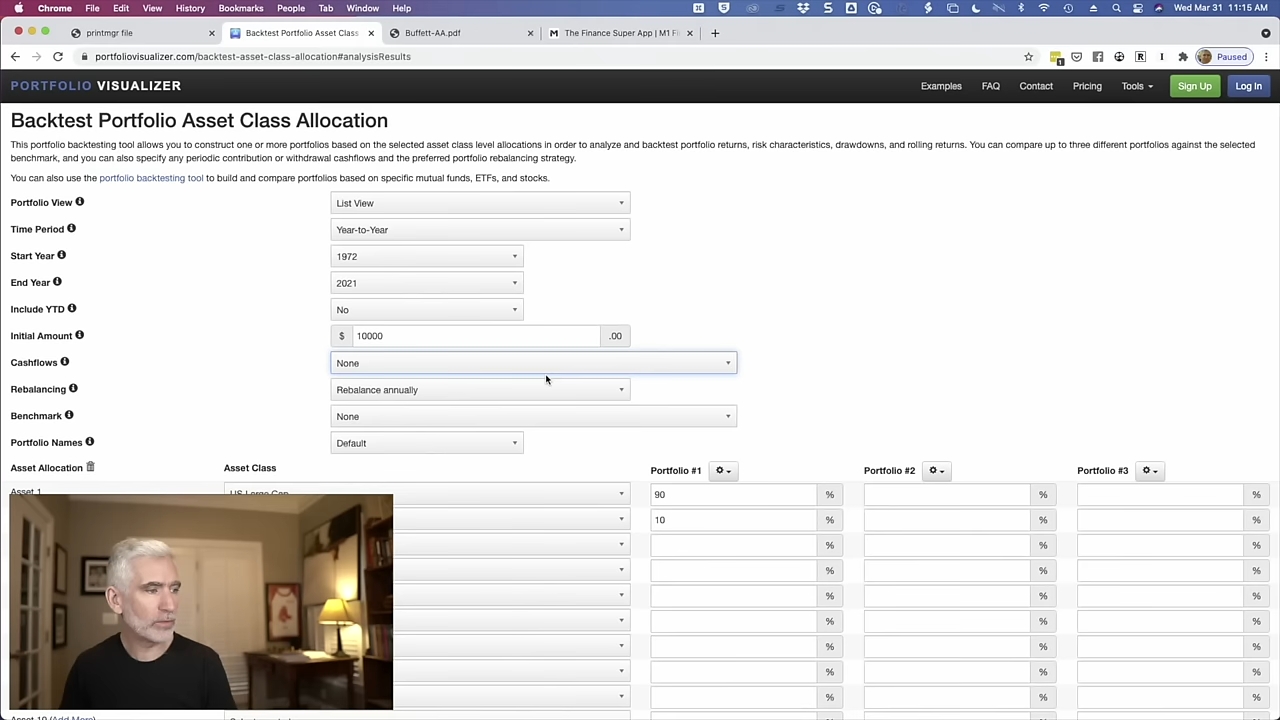 Chrome File Edit View History Bookmarks People Tab Window Help Wed Mar 31 11:15 AM
printmgr file × Backtest Portfolio Asset Class × Buffett-AA.pdf × The Finance Super App | M1 Fi × +
portfoliovisualizer.com/backtest-asset-class-allocation#analysisResults Paused
PORTFOLIO VISUALIZER Examples FAQ Contact Pricing Tools Sign Up Log In
Backtest Portfolio Asset Class Allocation
This portfolio backtesting tool allows you to construct one or more portfolios based on the selected asset class level allocations in order to analyze and backtest portfolio returns, risk characteristics, drawdowns, and rolling returns. You can compare up to three different portfolios against the selected
benchmark, and you can also specify any periodic contribution or withdrawal cashflows and the preferred portfolio rebalancing strategy.
You can also use the portfolio backtesting tool to build and compare portfolios based on specific mutual funds, ETFs, and stocks.
Portfolio View List View
Time Period Year-to-Year
Start Year 1972
End Year 2021
Include YTD No
Initial Amount $ 10000 .00
Cashflows None
Rebalancing Rebalance annually
Benchmark None
Portfolio Names Default
Asset Allocation Asset Class Portfolio #1 Portfolio #2 Portfolio #3
Asset 1 US Large Cap 90 % % %
10 % % %
% % %
% % %
% % %
% % %
% % %
% % %
% % %
Asset 10 (Add More)